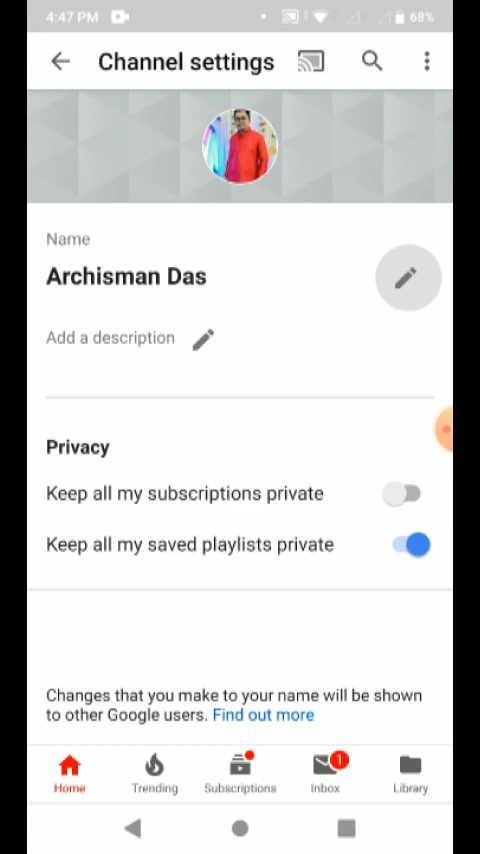 4:47 PM 68%
Channel settings
Name
Archisman Das
Add a description
Privacy
Keep all my subscriptions private
Keep all my saved playlists private
Changes that you make to your name will be shown
to other Google users. Find out more
1
Home Trending Subscriptions Inbox Library